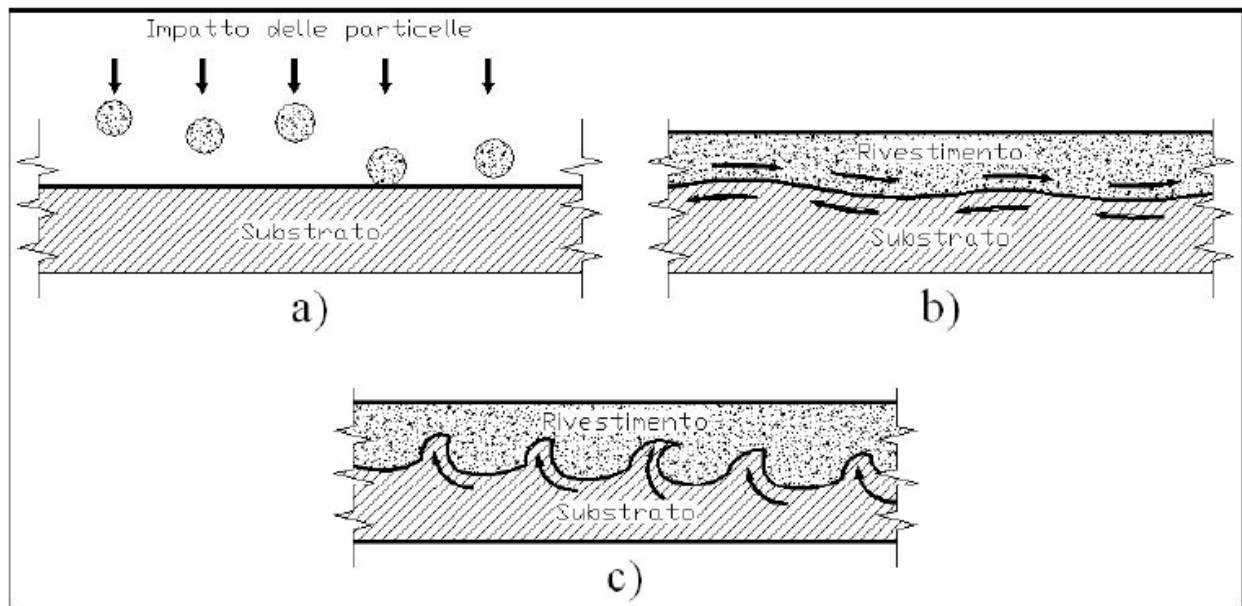 Impatto delle particelle
Substrato
a)
Rivestimento
Substrato
b)
Rivestimento
Substrato
c)